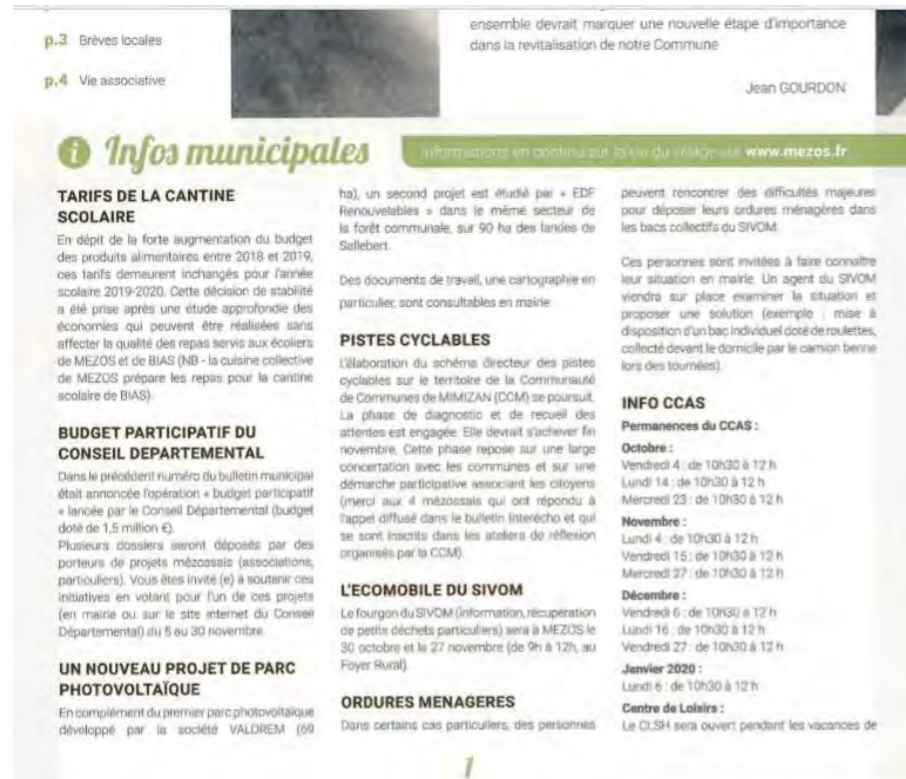 p.3 Brèves locales
p.4 Vie associative
ensemble devrait marquer une nouvelle étape d'importance
dans la revitalisation de notre Commune
Jean GOURDON
i Infos municipales
Informations en continu sur la vie du village sur www.mezos.fr
TARIFS DE LA CANTINE
SCOLAIRE
En dépit de la forte augmentation du budget
des produits alimentaires entre 2018 et 2019,
ces tarifs demeurent inchangés pour l'année
scolaire 2019-2020. Cette décision de stabilité
a été prise après une étude approfondie des
économies qui peuvent être réalisées sans
affecter la qualité des repas servis aux écoliers
de MEZOS et de BIAS (NB - la cuisine collective
de MEZOS prépare les repas pour la cantine
scolaire de BIAS).
BUDGET PARTICIPATIF DU
CONSEIL DEPARTEMENTAL
Dans le précédent numéro du bulletin municipal
était annoncée l'opération « budget participatif
» lancée par le Conseil Départemental (budget
doté de 1,5 million €).
Plusieurs dossiers seront déposés par des
porteurs de projets mézossais (associations,
particuliers). Vous êtes invité (e) à soutenir ces
initiatives en votant pour l'un de ces projets
(en mairie ou sur le site internet du Conseil
Départemental) du 6 au 30 novembre.
UN NOUVEAU PROJET DE PARC
PHOTOVOLTAÏQUE
En complément du premier parc photovoltaïque
développé par la société VALOREM (69
ha), un second projet est étudié par « EDF
Renouvelables » dans le même secteur de
la forêt communale, sur 90 ha des landes de
Sellebert.
Des documents de travail, une cartographie en
particulier, sont consultables en mairie
PISTES CYCLABLES
L'élaboration du schéma directeur des pistes
cyclables sur le territoire de la Communauté
de Communes de MIMIZAN (CCM) se poursuit.
La phase de diagnostic et de recueil des
attentes est engagée. Elle devrait s'achever fin
novembre. Cette phase repose sur une large
concertation avec les communes et sur une
démarche participative associant les citoyens
(merci aux 4 mézossais qui ont répondu à
l'appel diffusé dans le bulletin Interécho et qui
se sont inscrits dans les ateliers de réflexion
organisés par la CCM).
L'ECOMOBILE DU SIVOM
Le fourgon du SIVOM (information, récupération
de petits déchets particuliers) sera à MEZOS le
30 octobre et le 27 novembre (de 9h à 12h, au
Foyer Rural).
ORDURES MENAGERES
Dans certains cas particuliers, des personnes
peuvent rencontrer des difficultés majeures
pour déposer leurs ordures ménagères dans
les bacs collectifs du SIVOM.
Ces personnes sont invitées à faire connaître
leur situation en mairie. Un agent du SIVOM
viendra sur place examiner la situation et
proposer une solution (exemple : mise à
disposition d'un bac individuel doté de roulettes,
collecté devant le domicile par le camion benne
lors des tournées).
INFO CCAS
Permanences du CCAS :
Octobre :
Vendredi 4 : de 10h30 à 12 h
Lundi 14 : de 10h30 à 12 h
Mercredi 23 : de 10h30 à 12 h
Novembre :
Lundi 4 : de 10h30 à 12 h
Vendredi 15 : de 10h30 à 12 h
Mercredi 27 : de 10h30 à 12 h
Décembre :
Vendredi 6 : de 10h30 à 12 h
Lundi 16 : de 10h30 à 12 h
Vendredi 27 : de 10h30 à 12 h
Janvier 2020 :
Lundi 6 : de 10h30 à 12 h
Centre de Loisirs :
Le CLSH sera ouvert pendant les vacances de
1